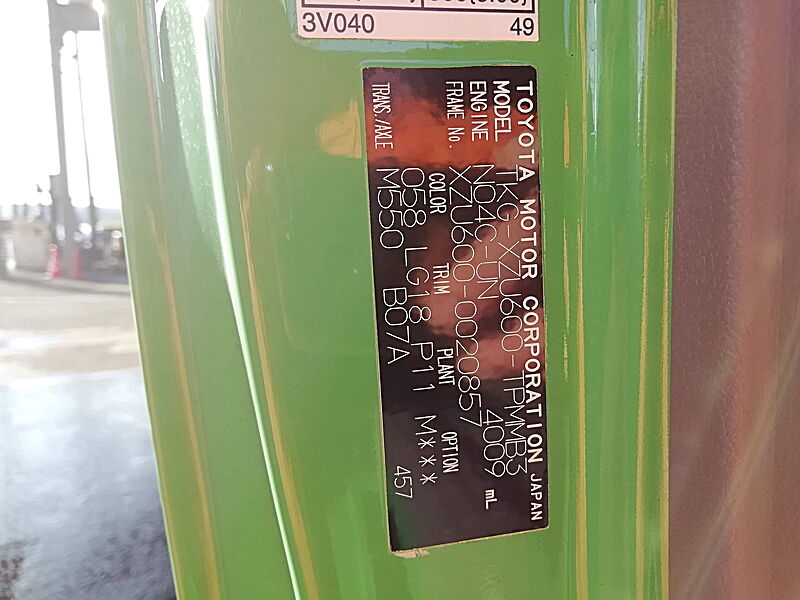 3V040 49
TOYOTA MOTOR CORPORATION JAPAN
MODEL TKG-XZU600-TPMMB3
ENGINE N04C-UN 4009 mL
FRAME No. XZU600-0020857
COLOR TRIM PLANT OPTION
058 LG18 P11 M***
TRANS./AXLE M550 B07A 457